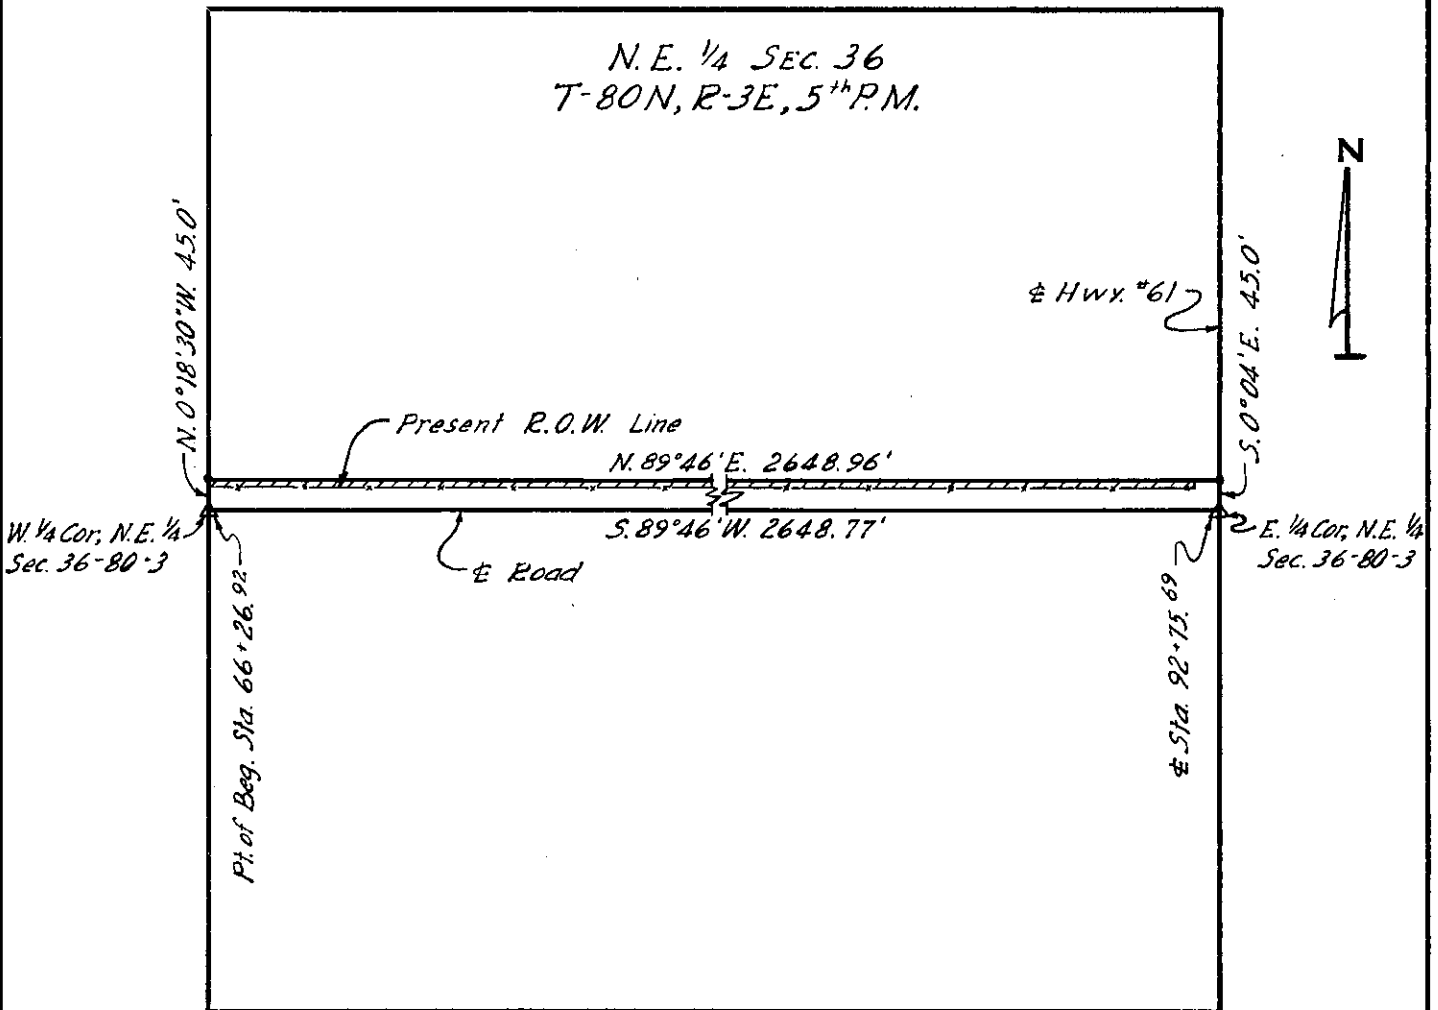 N.E. 1/4 SEC. 36
T-80N, R-3E, 5th P.M.
N
N. 0°18'30"W. 45.0'
℄ Hwy. #61
S. 0°04'E. 45.0'
Present R.O.W. Line
N. 89°46'E. 2648.96'
S. 89°46'W. 2648.77'
W. 1/4 Cor., N.E. 1/4
Sec. 36-80-3
E. 1/4 Cor., N.E. 1/4
Sec. 36-80-3
℄ Road
Pt. of Beg. Sta. 66+26.92
℄ Sta. 92+75.69